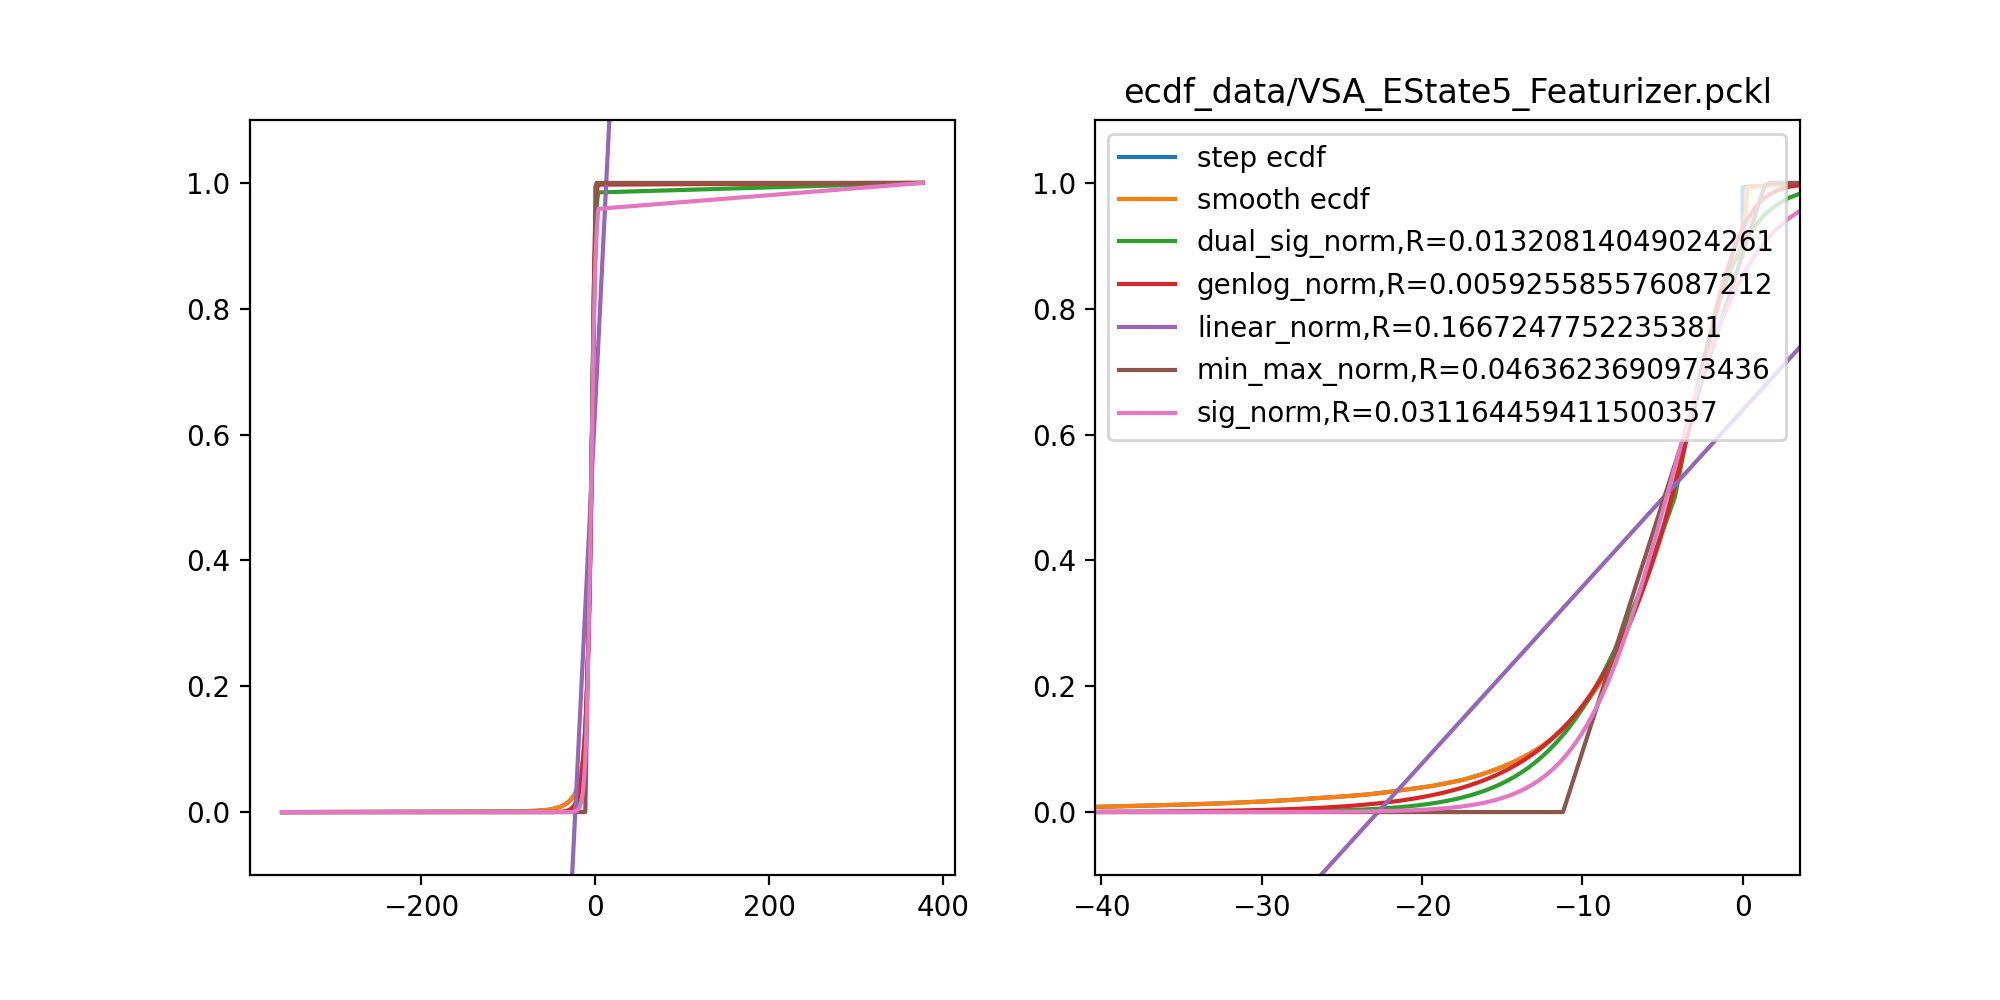 ecdf_data/VSA_EState5_Featurizer.pckl
1.0
0.8
0.6
0.4
0.2
0.0
−200
0
200
400
1.0
0.8
0.6
0.4
0.2
0.0
−40
−30
−20
−10
0
step ecdf
smooth ecdf
dual_sig_norm,R=0.01320814049024261
genlog_norm,R=0.005925585576087212
linear_norm,R=0.1667247752235381
min_max_norm,R=0.0463623690973436
sig_norm,R=0.031164459411500357